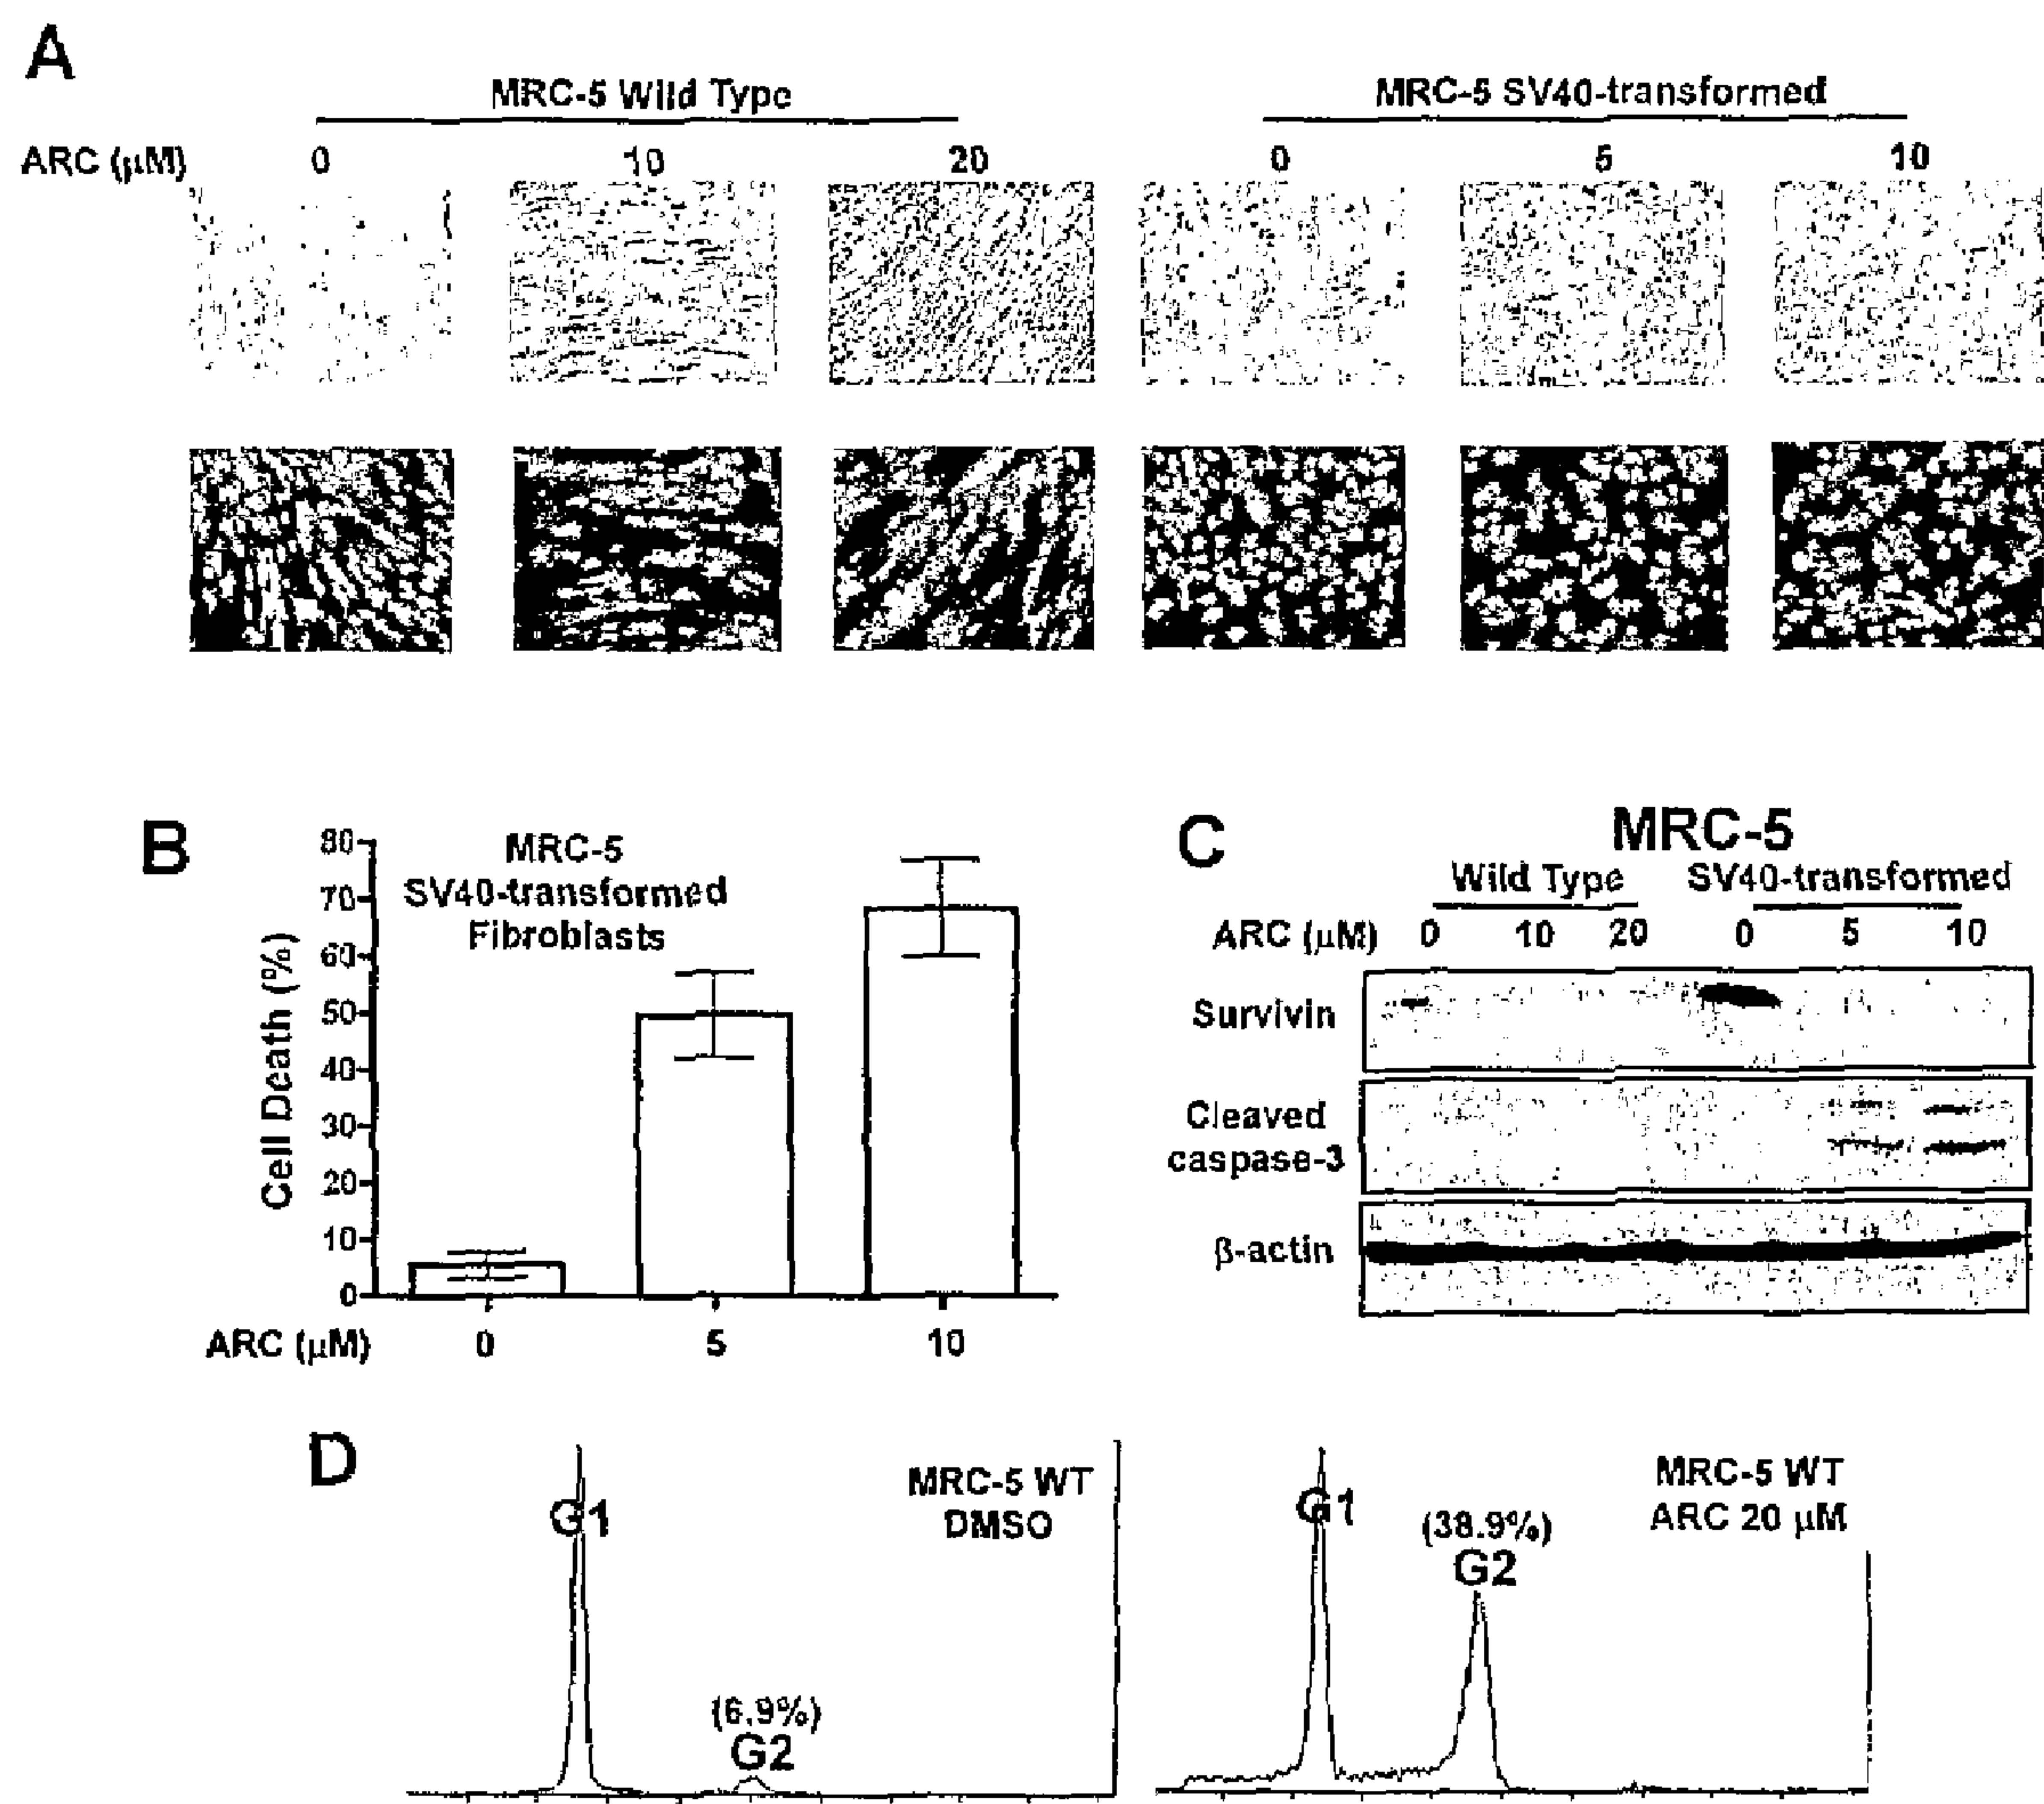 A
MRC-5 Wild Type
MRC-5 SV40-transformed
ARC (µM) 0 10 20 0 5 10
B
80
70
60
50
40
30
20
10
0
Cell Death (%)
MRC-5
SV40-transformed
Fibroblasts
ARC (µM) 0 5 10
C
MRC-5
Wild Type SV40-transformed
ARC (µM) 0 10 20 0 5 10
Survivin
Cleaved
caspase-3
β-actin
D
G1
MRC-5 WT
DMSO
(6.9%)
G2
G1
(38.9%)
G2
MRC-5 WT
ARC 20 µM